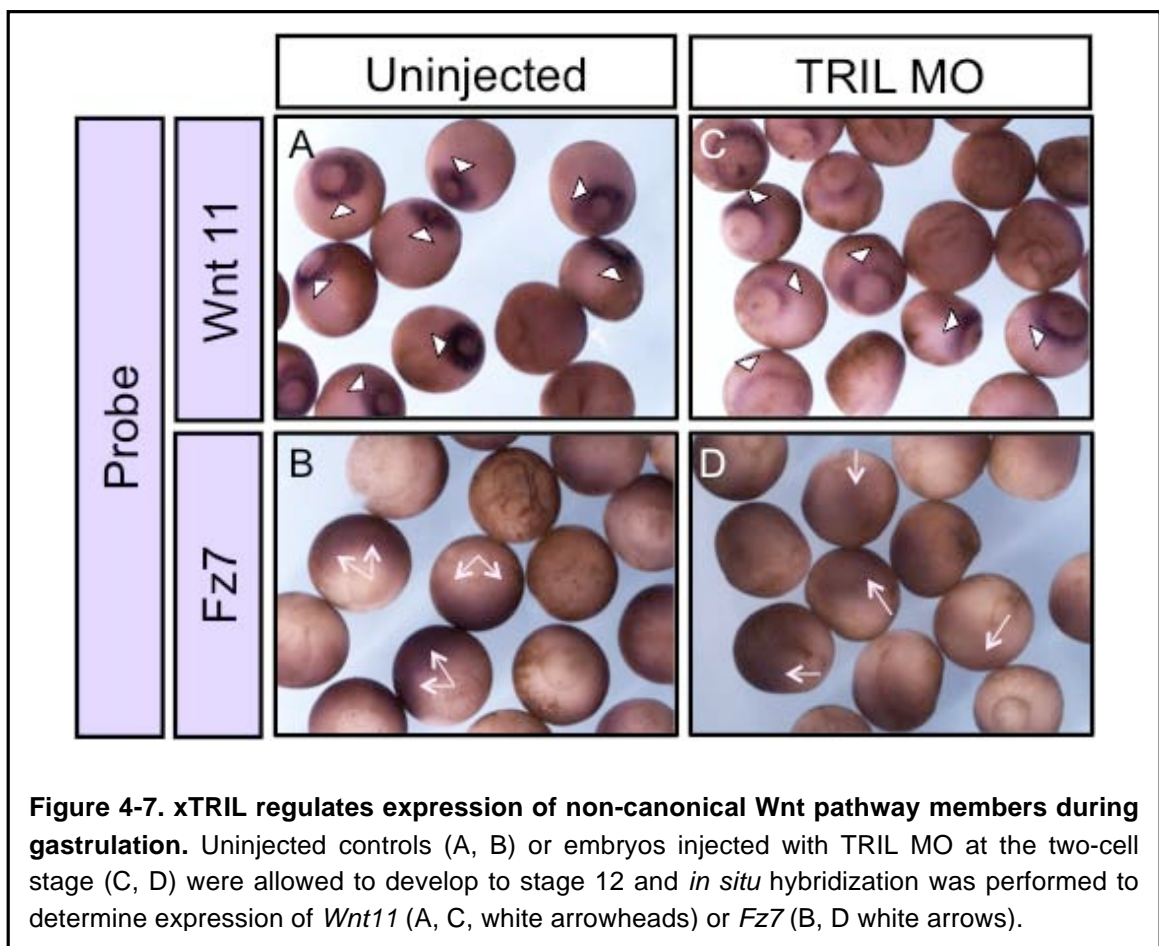 Uninjected
TRIL MO
Probe
Wnt 11
Fz7
A
C
B
D
Figure 4-7. xTRIL regulates expression of non-canonical Wnt pathway members during
gastrulation. Uninjected controls (A, B) or embryos injected with TRIL MO at the two-cell
stage (C, D) were allowed to develop to stage 12 and in situ hybridization was performed to
determine expression of Wnt11 (A, C, white arrowheads) or Fz7 (B, D white arrows).